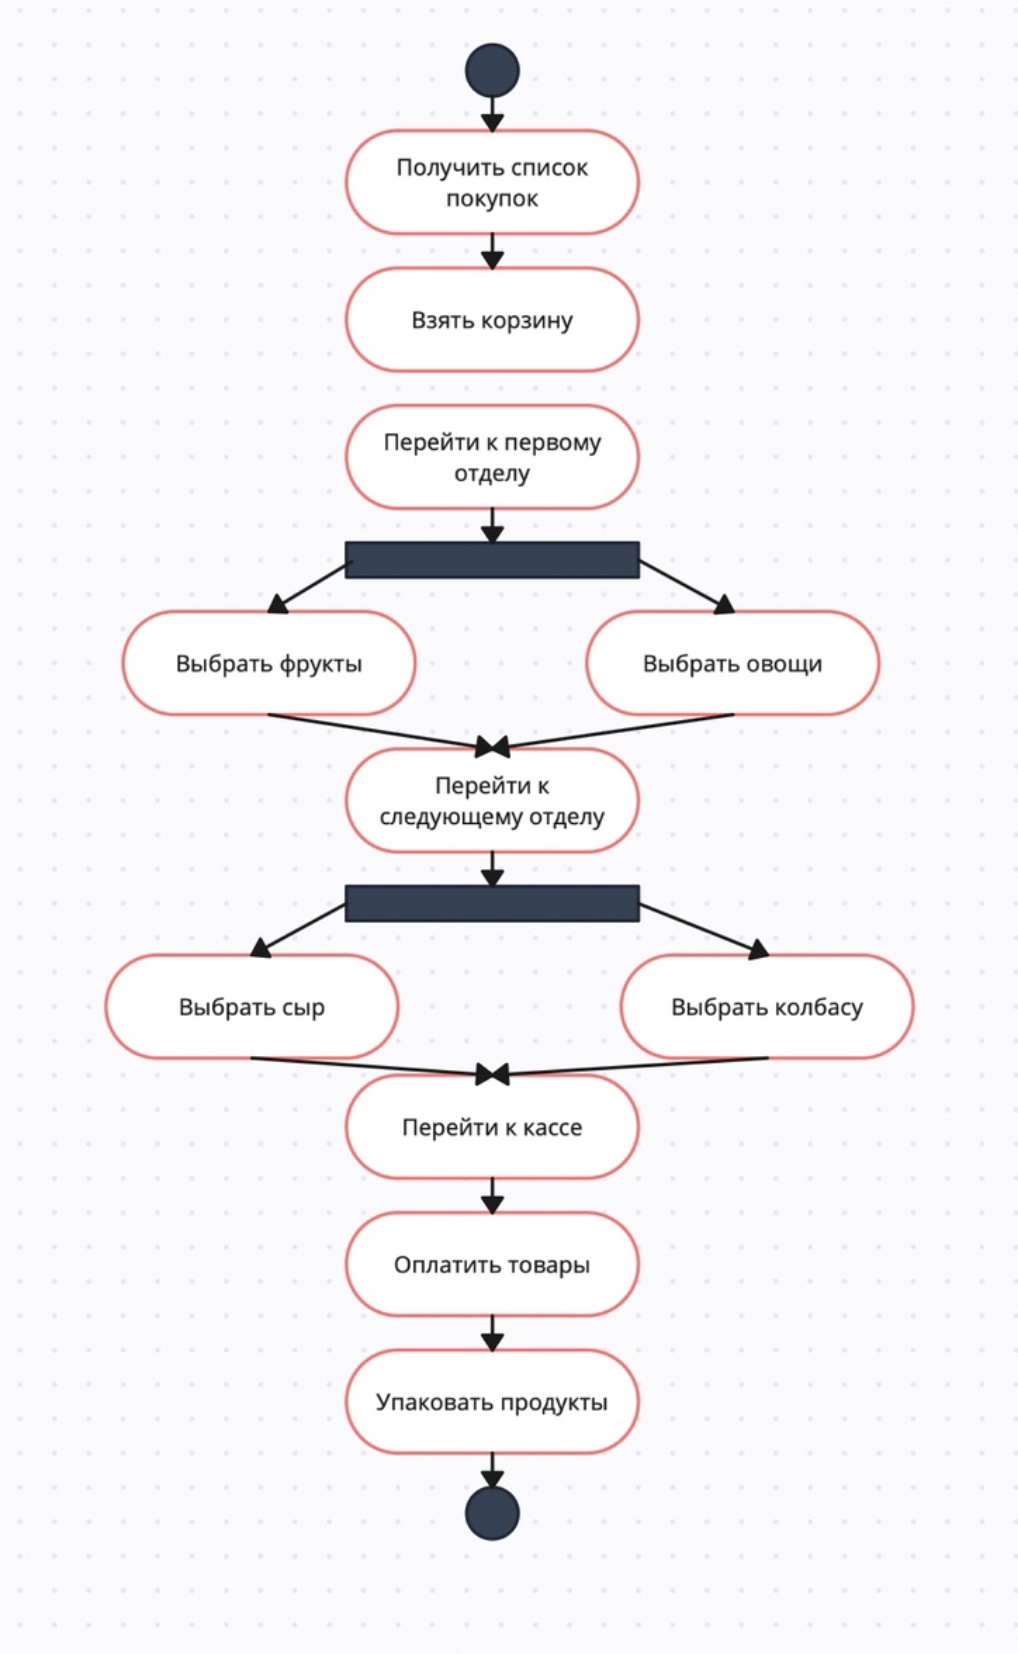 Получить список
покупок
Взять корзину
Перейти к первому
отделу
Выбрать фрукты
Выбрать овощи
Перейти к
следующему отделу
Выбрать сыр
Выбрать колбасу
Перейти к кассе
Оплатить товары
Упаковать продукты